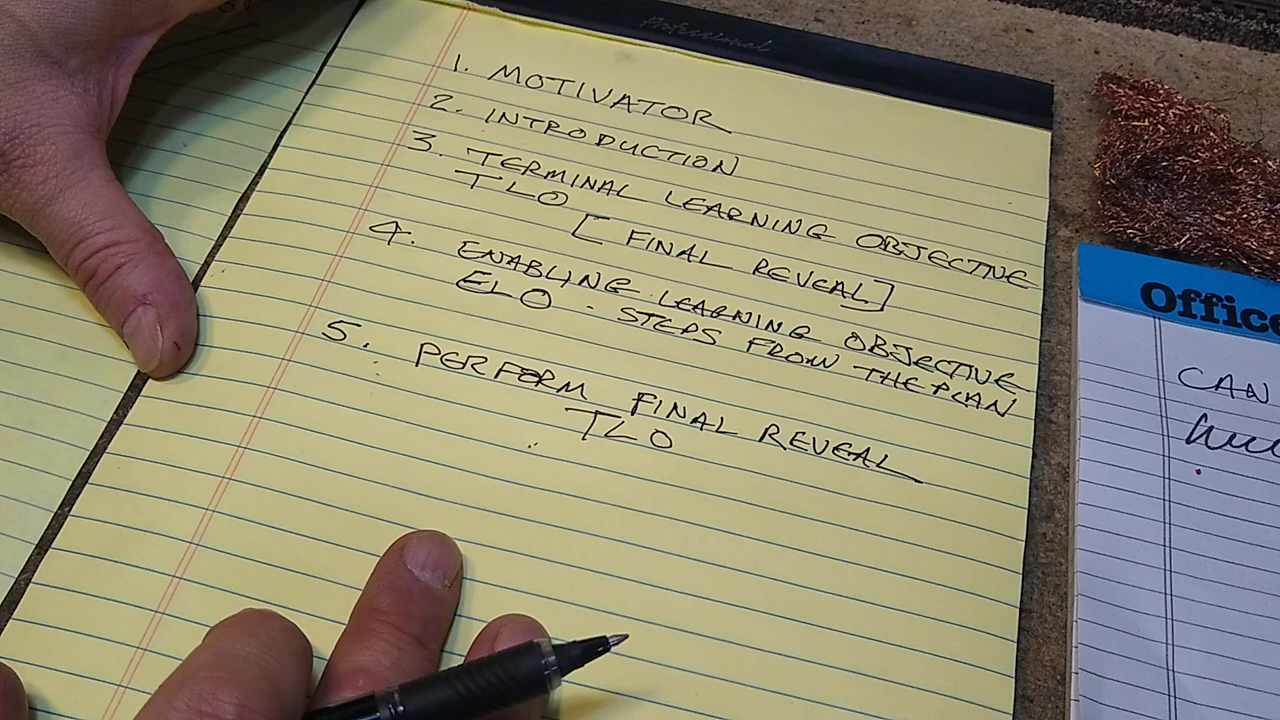 Professional
1. MOTIVATOR
2. INTRODUCTION
3. TERMINAL LEARNING OBJECTIVE
TLO
[FINAL REVEAL]
4. ENABLING LEARNING OBJECTIVE
ELO - STEPS FROM THE PLAN
5. PERFORM FINAL REVEAL
TLO
Office
CAN